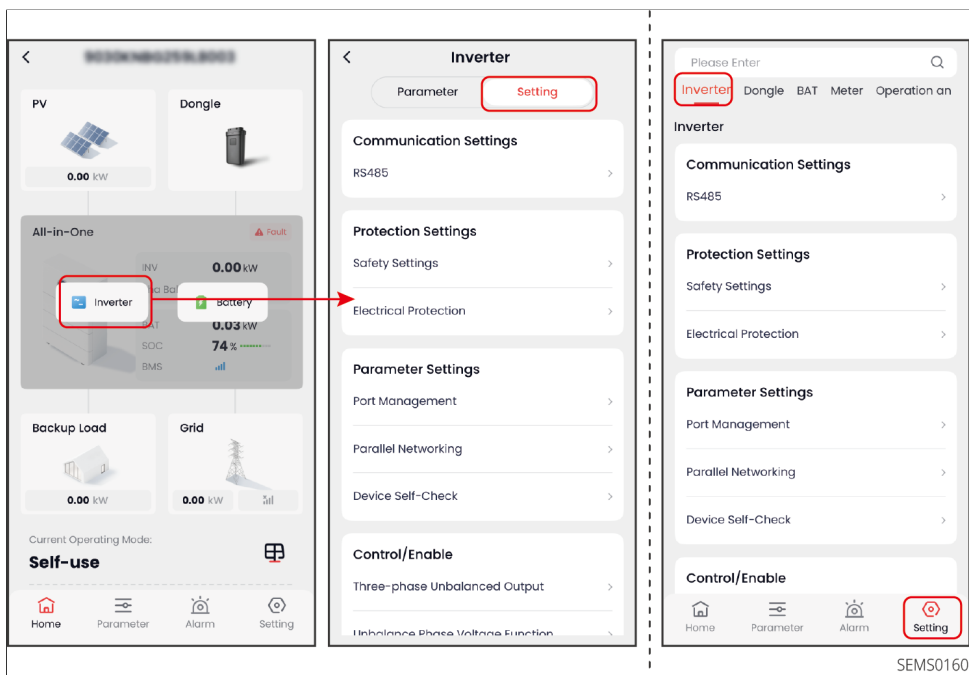 PV
Dongle
0.00 kW
All-in-One
Fault
INV
0.00 kW
Inverter
Battery
BAT
0.03 kW
SOC
74 %
BMS
Backup Load
Grid
0.00 kW
0.00 kW
Current Operating Mode:
Self-use
Home
Parameter
Alarm
Setting
Inverter
Parameter
Setting
Communication Settings
RS485
Protection Settings
Safety Settings
Electrical Protection
Parameter Settings
Port Management
Parallel Networking
Device Self-Check
Control/Enable
Three-phase Unbalanced Output
Unbalance Phase Voltage Function
Please Enter
Inverter Dongle BAT Meter Operation an
Inverter
Communication Settings
RS485
Protection Settings
Safety Settings
Electrical Protection
Parameter Settings
Port Management
Parallel Networking
Device Self-Check
Control/Enable
Home
Parameter
Alarm
Setting
SEMS0160